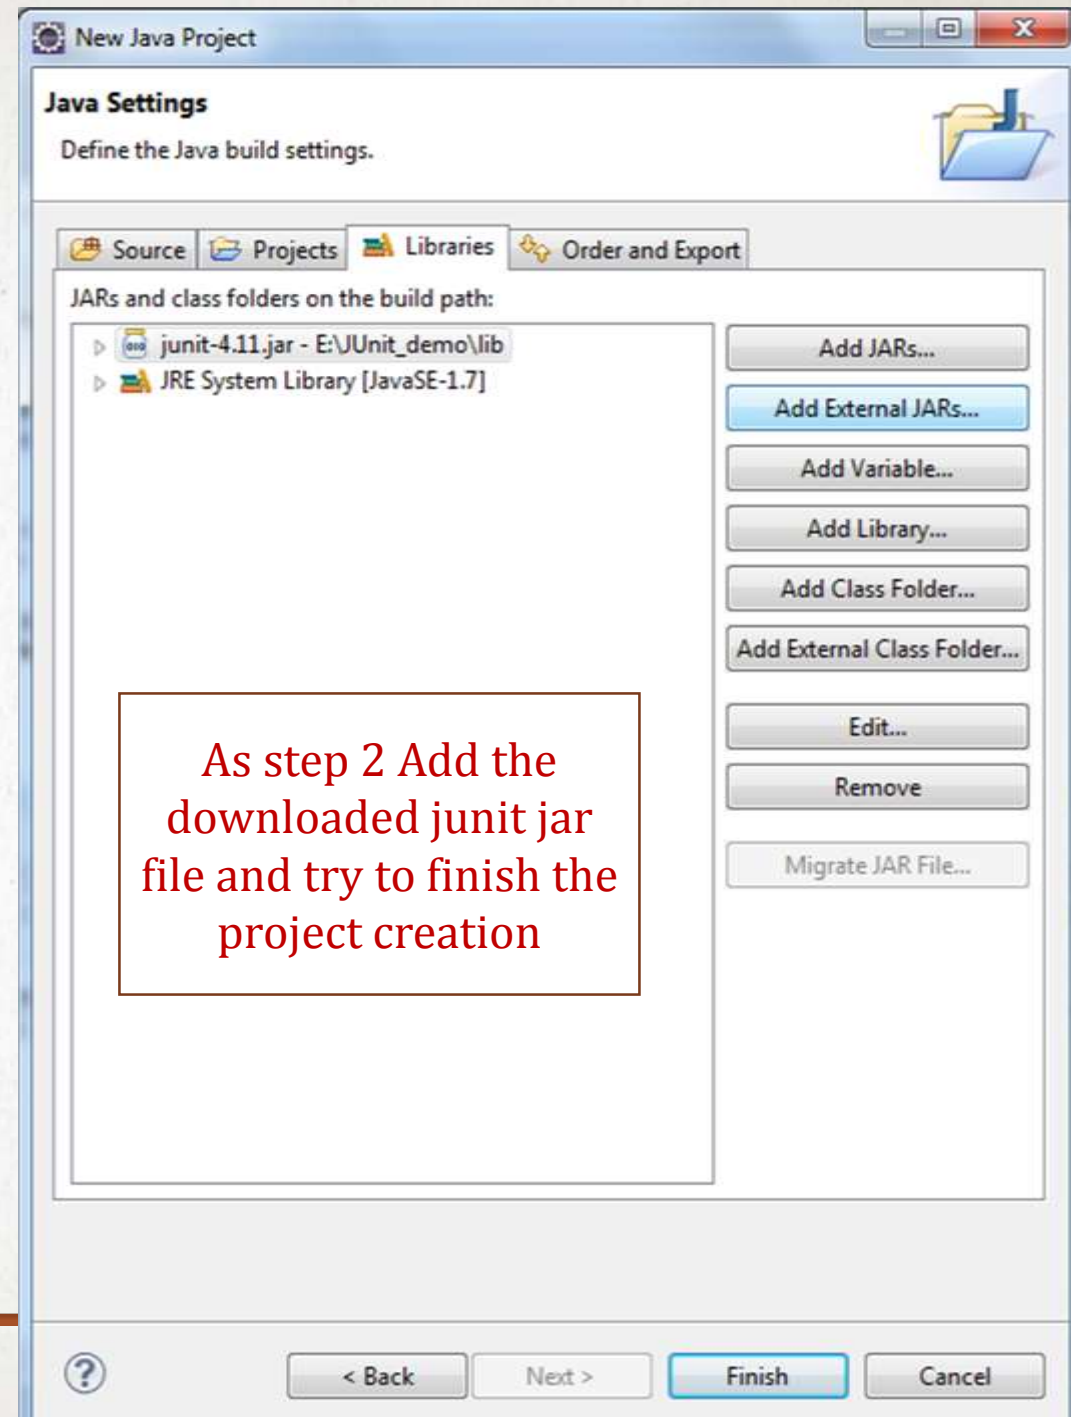 New Java Project
Java Settings
Define the Java build settings.
Source
Projects
Libraries
Order and Export
JARs and class folders on the build path:
junit-4.11.jar - E:\JUnit_demo\lib
JRE System Library [JavaSE-1.7]
Add JARs...
Add External JARs...
Add Variable...
Add Library...
Add Class Folder...
Add External Class Folder...
Edit...
Remove
Migrate JAR File...
As step 2 Add the
downloaded junit jar
file and try to finish the
project creation
< Back
Next >
Finish
Cancel